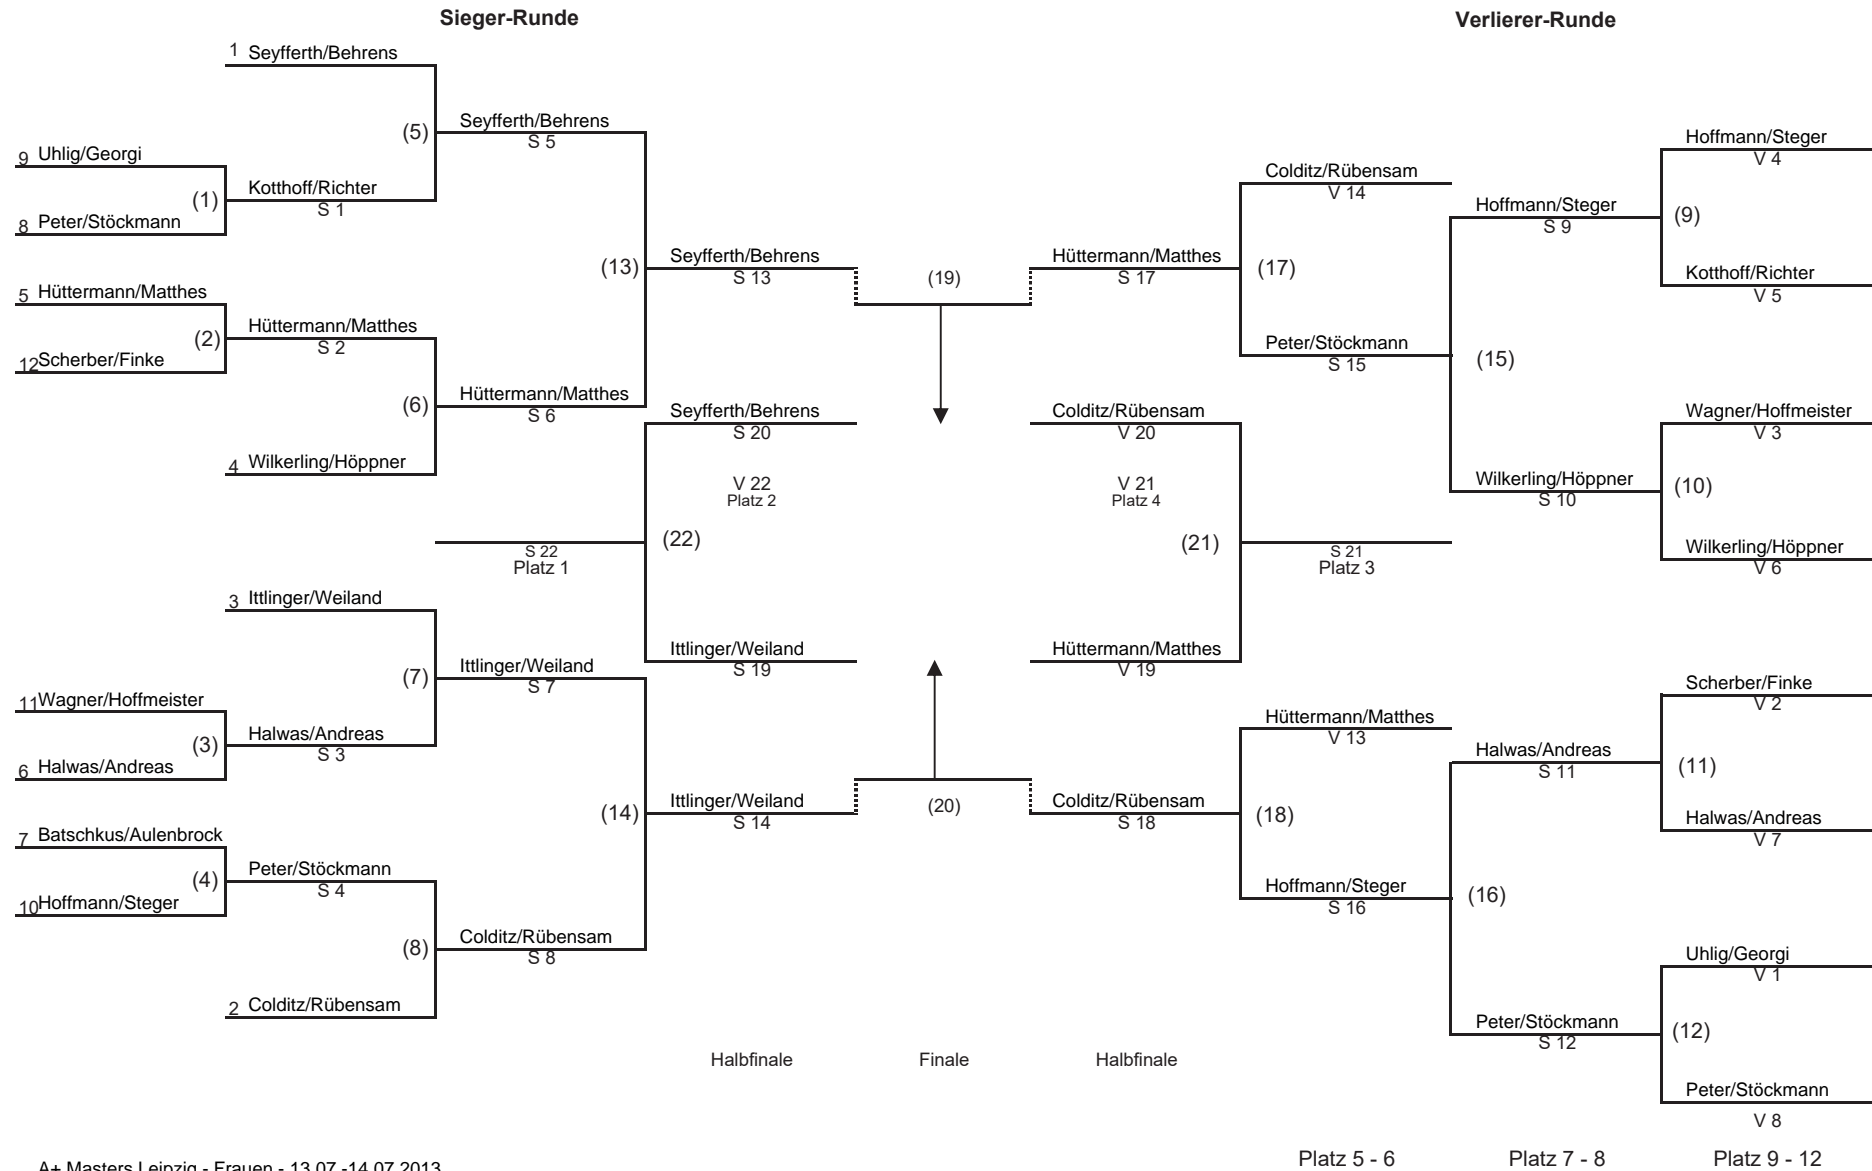 Sieger-Runde
Verlierer-Runde
1 Seyfferth/Behrens
(5)
Seyfferth/Behrens
S 5
9 Uhlig/Georgi
(1)
Kotthoff/Richter
S 1
8 Peter/Stöckmann
(13)
Seyfferth/Behrens
S 13
5 Hüttermann/Matthes
(2)
Hüttermann/Matthes
S 2
12 Scherber/Finke
(6)
Hüttermann/Matthes
S 6
4 Wilkerling/Höppner
Seyfferth/Behrens
S 20
V 22
Platz 2
(22)
S 22
Platz 1
3 Ittlinger/Weiland
Ittlinger/Weiland
S 19
(7)
Ittlinger/Weiland
S 7
11 Wagner/Hoffmeister
(3)
Halwas/Andreas
S 3
6 Halwas/Andreas
(14)
Ittlinger/Weiland
S 14
7 Batschkus/Aulenbrock
(4)
Peter/Stöckmann
S 4
10 Hoffmann/Steger
(8)
Colditz/Rübensam
S 8
2 Colditz/Rübensam
(19)
(20)
Hüttermann/Matthes
S 17
(17)
Colditz/Rübensam
V 14
Peter/Stöckmann
S 15
Colditz/Rübensam
V 20
V 21
Platz 4
(21)
S 21
Platz 3
Hüttermann/Matthes
V 19
Hüttermann/Matthes
V 13
Colditz/Rübensam
S 18
(18)
Hoffmann/Steger
S 16
Hoffmann/Steger
S 9
(15)
Wilkerling/Höppner
S 10
Halwas/Andreas
S 11
(16)
Peter/Stöckmann
S 12
Hoffmann/Steger
V 4
(9)
Kotthoff/Richter
V 5
Wagner/Hoffmeister
V 3
(10)
Wilkerling/Höppner
V 6
Scherber/Finke
V 2
(11)
Halwas/Andreas
V 7
Uhlig/Georgi
V 1
(12)
Peter/Stöckmann
V 8
Halbfinale
Finale
Halbfinale
Platz 5 - 6
Platz 7 - 8
Platz 9 - 12
A+ Masters Leipzig - Frauen - 13.07.-14.07.2013